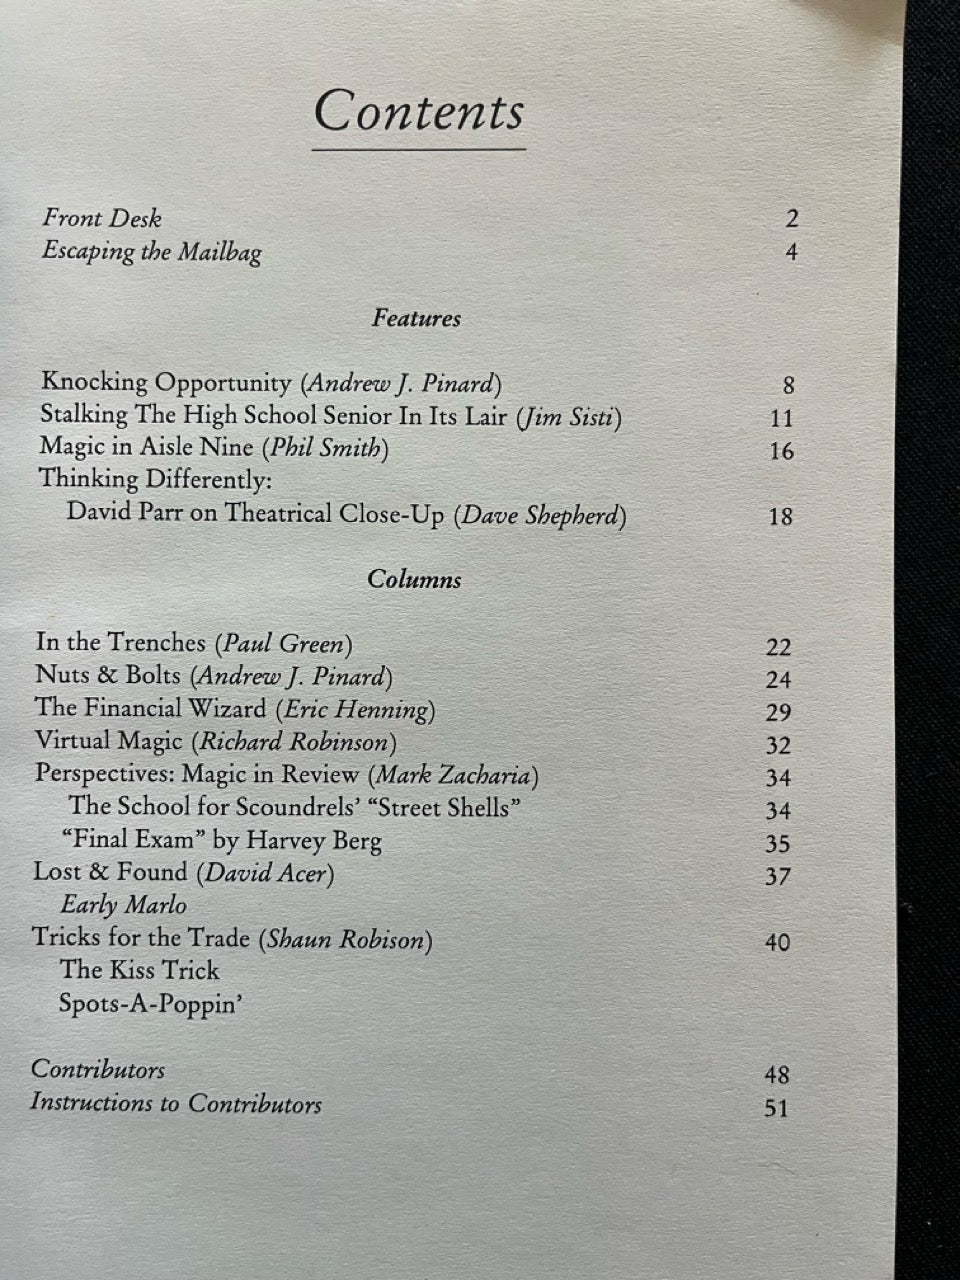 Contents
Front Desk 2
Escaping the Mailbag 4
Features
Knocking Opportunity (Andrew J. Pinard) 8
Stalking The High School Senior In Its Lair (Jim Sisti) 11
Magic in Aisle Nine (Phil Smith) 16
Thinking Differently:
David Parr on Theatrical Close-Up (Dave Shepherd) 18
Columns
In the Trenches (Paul Green) 22
Nuts & Bolts (Andrew J. Pinard) 24
The Financial Wizard (Eric Henning) 29
Virtual Magic (Richard Robinson) 32
Perspectives: Magic in Review (Mark Zacharia) 34
The School for Scoundrels’ “Street Shells” 34
“Final Exam” by Harvey Berg 35
Lost & Found (David Acer) 37
Early Marlo
Tricks for the Trade (Shaun Robison) 40
The Kiss Trick
Spots-A-Poppin’
Contributors 48
Instructions to Contributors 51